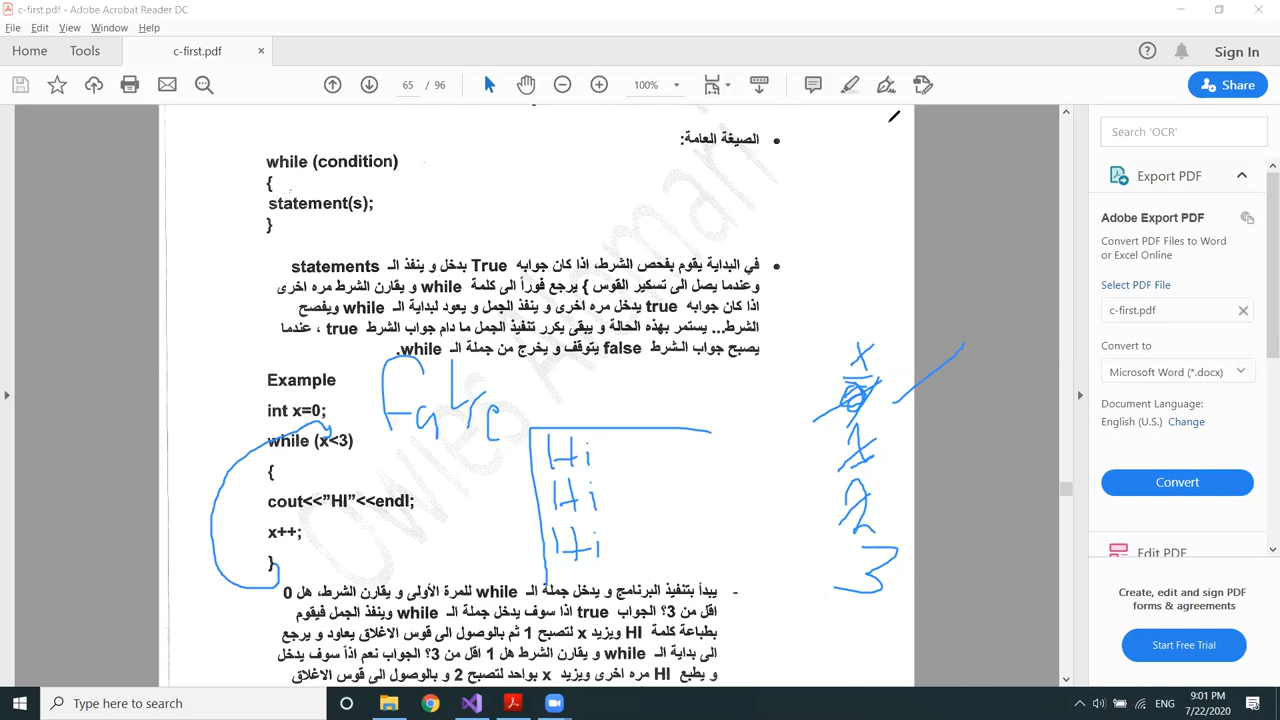 c-first.pdf - Adobe Acrobat Reader DC
File Edit View Window Help
Home Tools c-first.pdf × Sign In
65 / 96 100% Share
الصيغة العامة:
while (condition)
{
statement(s);
}
في البداية يقوم بفحص الشرط، اذا كان جوابه True بدخل و ينفذ الـ statements
وعندما يصل الى تسكير القوس } يرجع فوراً الى كلمة while و يقارن الشرط مره اخرى
اذا كان جوابه true يدخل مره اخرى و ينفذ الجمل و يعود لبداية الـ while ويفصح
الشرط... يستمر بهذه الحالة و يبقى يكرر تنفيذ الجمل ما دام جواب الشرط true ، عندما
يصبح جواب الشرط false يتوقف و يخرج من جملة الـ while.
Example
int x=0;
while (x<3)
{
cout<<”HI”<<endl;
x++;
}
False
Hi
Hi
Hi
x
0
1
2
3
- يبدأ بتنفيذ البرنامج و يدخل جملة الـ while للمرة الأولى و يقارن الشرط، هل 0
اقل من 3؟ الجواب true اذا سوف يدخل جملة الـ while وينفذ الجمل فيقوم
بطباعة كلمة HI ويزيد x لتصبح 1 ثم بالوصول الى قوس الاغلاق يعاود و يرجع
الى بداية الـ while و يقارن الشرط هل 1 اقل من 3؟ الجواب نعم اذاً سوف يدخل
و يطبع HI مره اخرى ويزيد x بواحد لتصبح 2 و بالوصول الى قوس الاغلاق
Search 'OCR'
Export PDF
Adobe Export PDF
Convert PDF Files to Word
or Excel Online
Select PDF File
c-first.pdf
Convert to
Microsoft Word (*.docx)
Document Language:
English (U.S.) Change
Convert
Edit PDF
Create, edit and sign PDF
forms & agreements
Start Free Trial
Type here to search
ENG
9:01 PM
7/22/2020